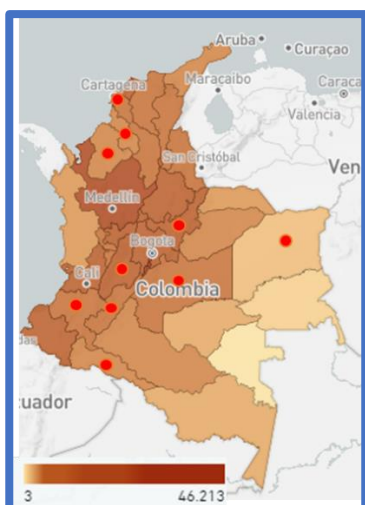 Aruba
Curaçao
Cartagena
Maracaibo
Caraca
Valencia
San Cristóbal
Ven
Medellín
Bogota
Cali
Colombia
cuador
3
46.213